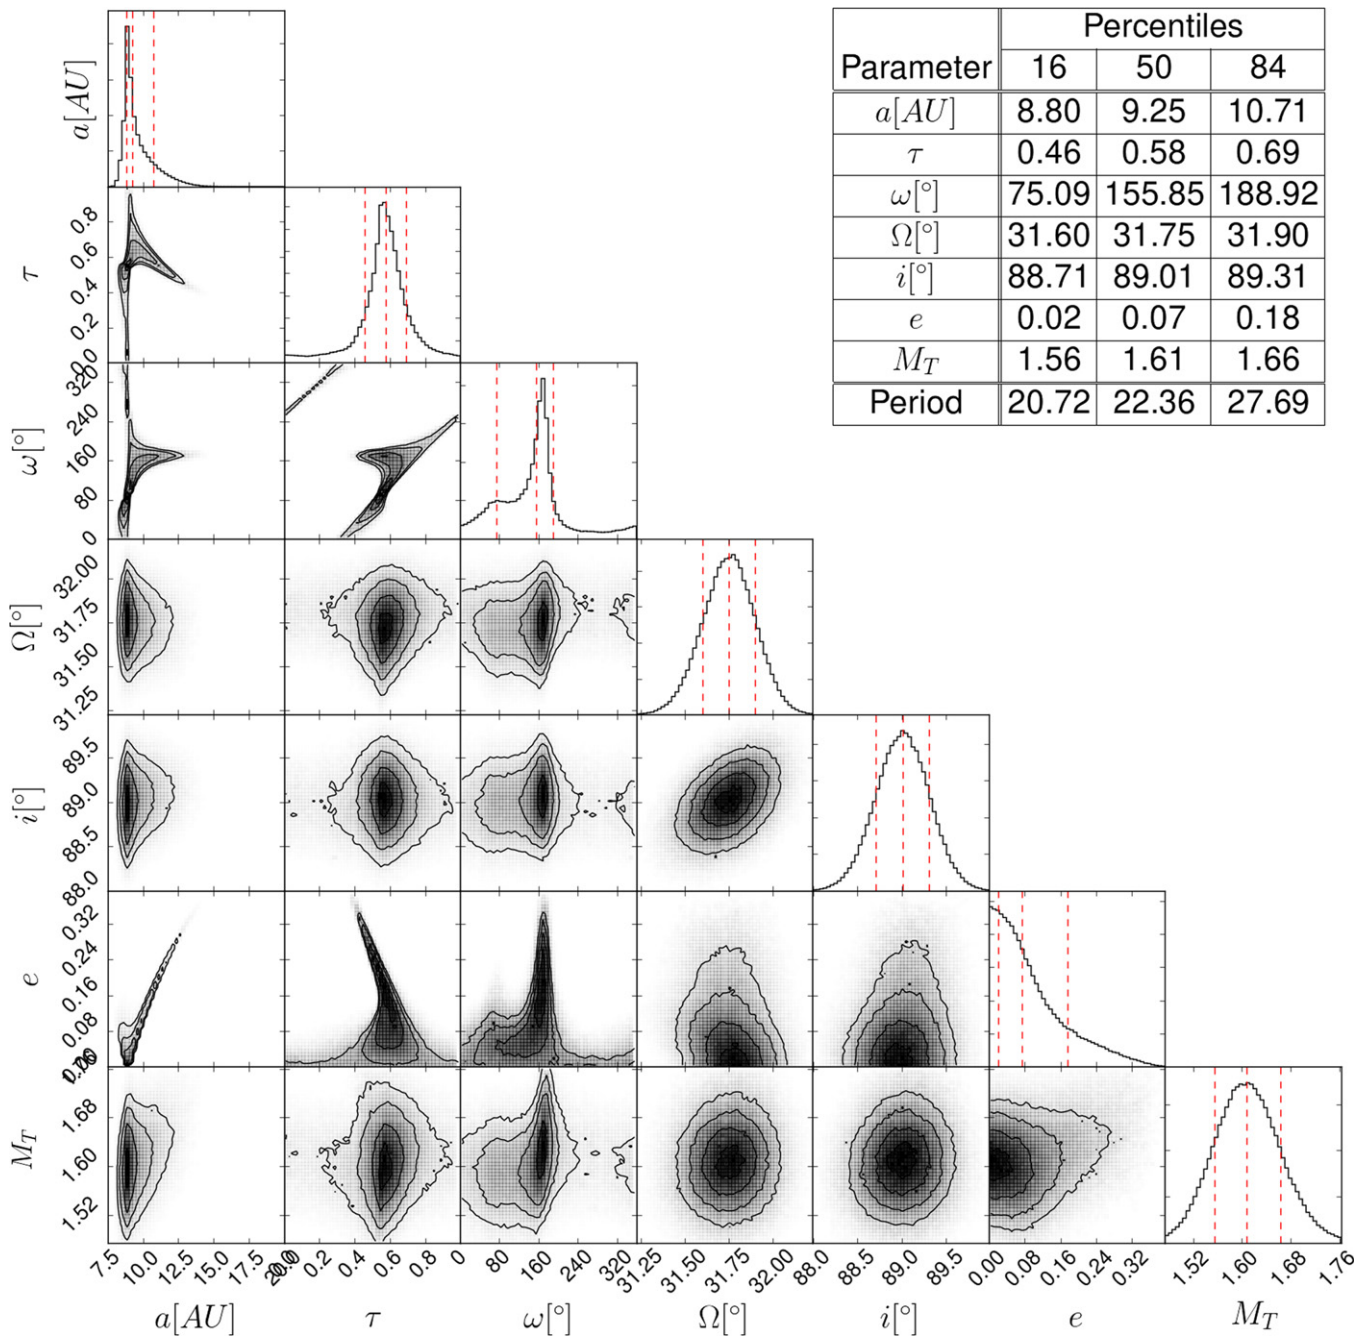 Percentiles
Parameter 16 50 84
a[AU] 8.80 9.25 10.71
τ 0.46 0.58 0.69
ω[°] 75.09 155.85 188.92
Ω[°] 31.60 31.75 31.90
i[°] 88.71 89.01 89.31
e 0.02 0.07 0.18
M_T 1.56 1.61 1.66
Period 20.72 22.36 27.69
a[AU]
τ
0.8
0.6
0.4
0.2
ω[°]
320
240
160
80
0
Ω[°]
32.00
31.75
31.50
31.25
i[°]
89.5
89.0
88.5
88.0
e
0.32
0.24
0.16
0.08
M_T
1.68
1.60
1.52
7.5 10.0 12.5 15.0 17.5 0.2 0.4 0.6 0.8 0 80 160 240 320 31.25 31.50 31.75 32.00 88.0 88.5 89.0 89.5 0.00 0.08 0.16 0.24 0.32 1.52 1.60 1.68 1.76
a[AU] τ ω[°] Ω[°] i[°] e M_T